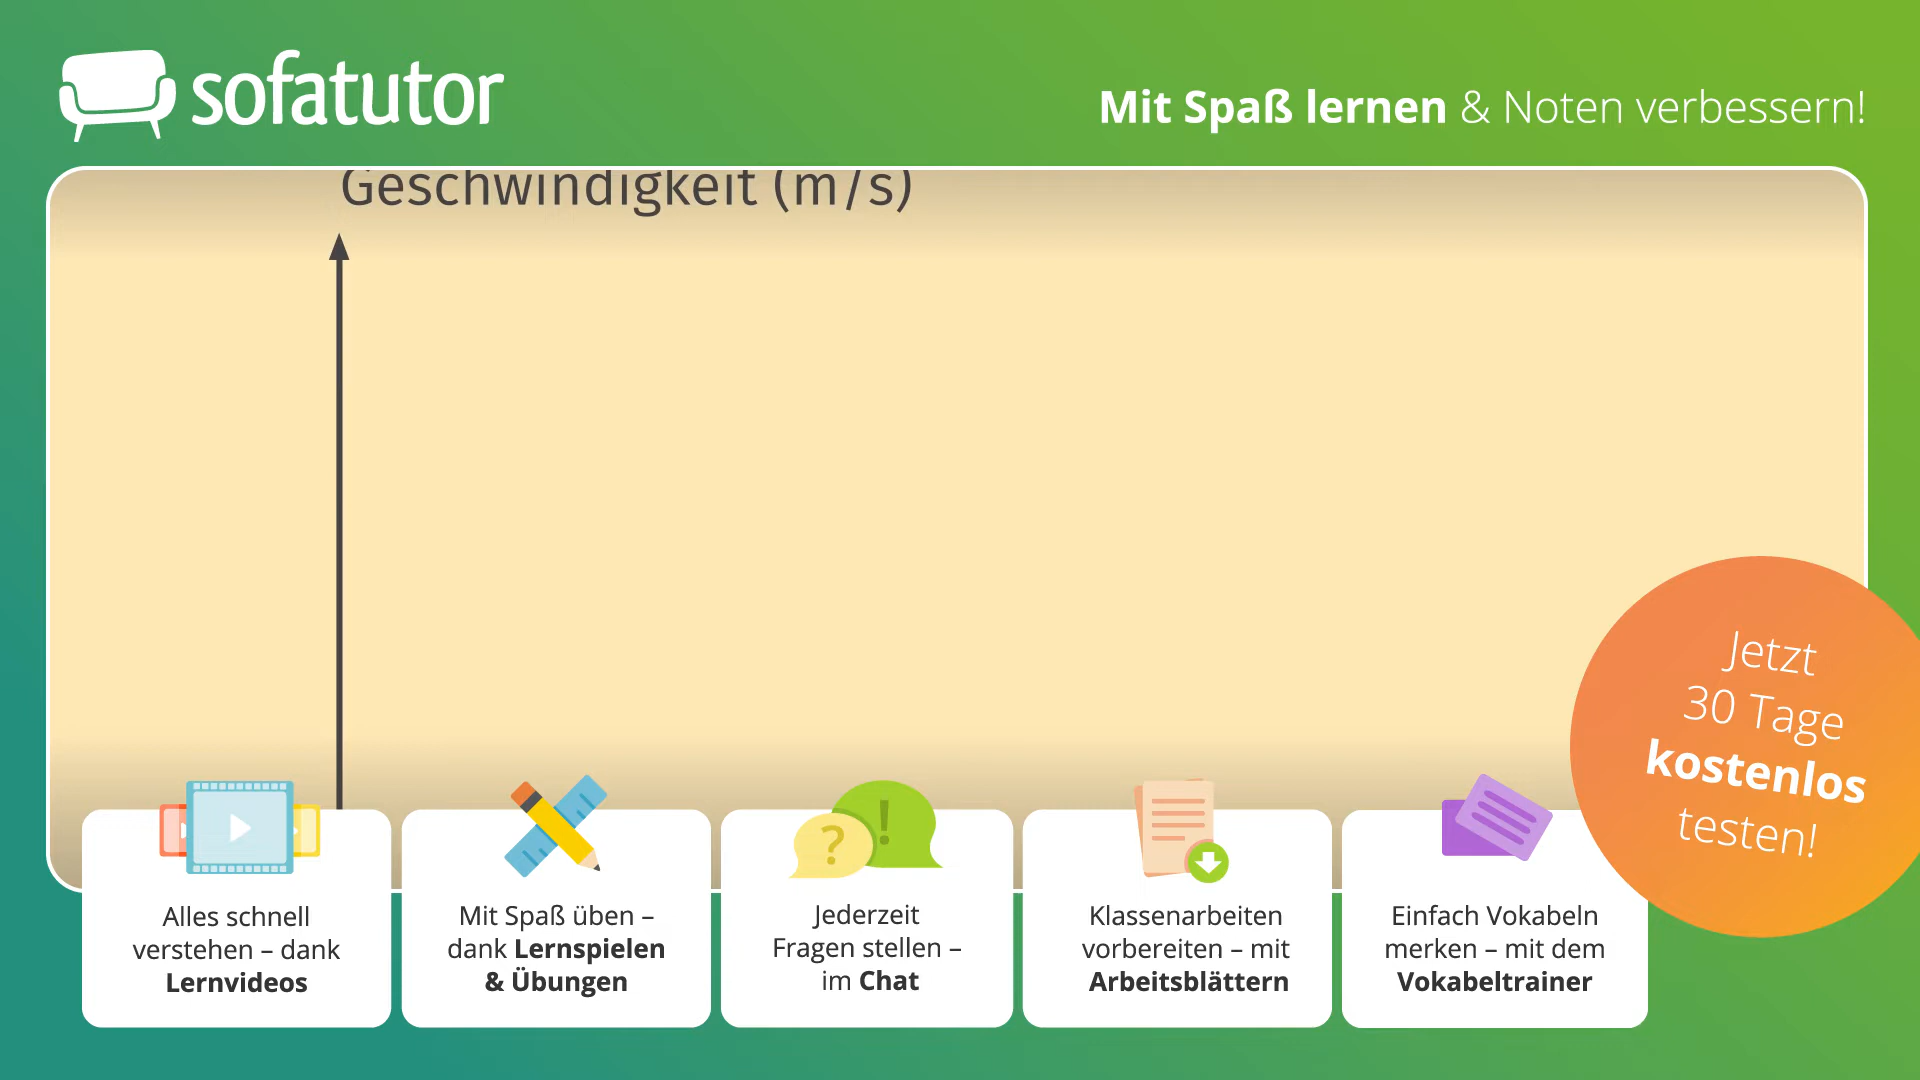 sofatutor
Mit Spaß lernen & Noten verbessern!
Geschwindigkeit (m/s)
Jetzt
30 Tage
kostenlos
testen!
Alles schnell
verstehen – dank
Lernvideos
Mit Spaß üben –
dank Lernspielen
& Übungen
Jederzeit
Fragen stellen –
im Chat
Klassenarbeiten
vorbereiten – mit
Arbeitsblättern
Einfach Vokabeln
merken – mit dem
Vokabeltrainer